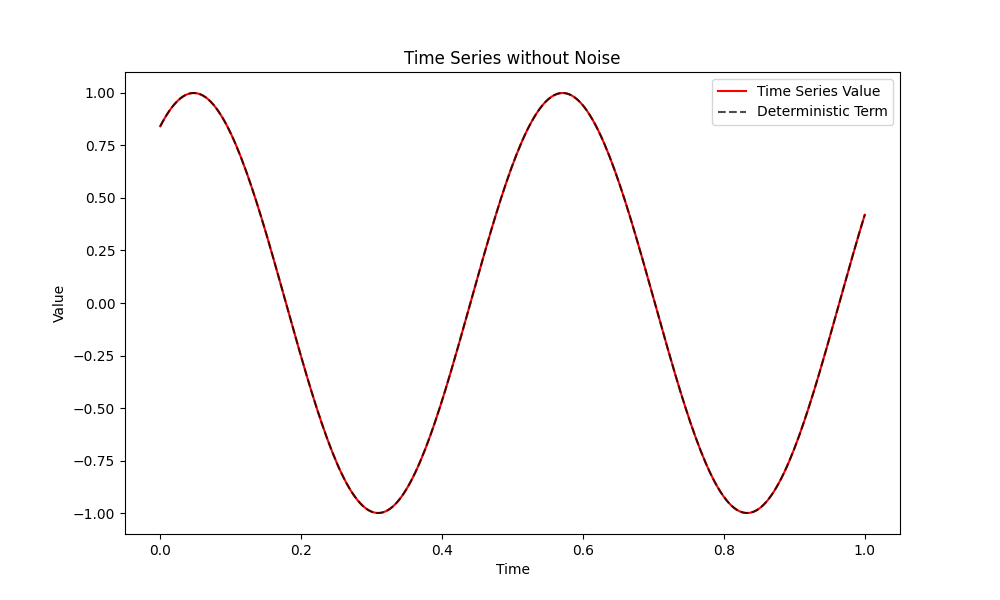 Time Series without Noise
Time Series Value
Deterministic Term
Value
1.00
0.75
0.50
0.25
0.00
−0.25
−0.50
−0.75
−1.00
0.0 0.2 0.4 0.6 0.8 1.0
Time